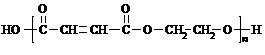 O O
HO [ C — CH = CH — C — O — CH₂ CH₂ — O ]ₙ H